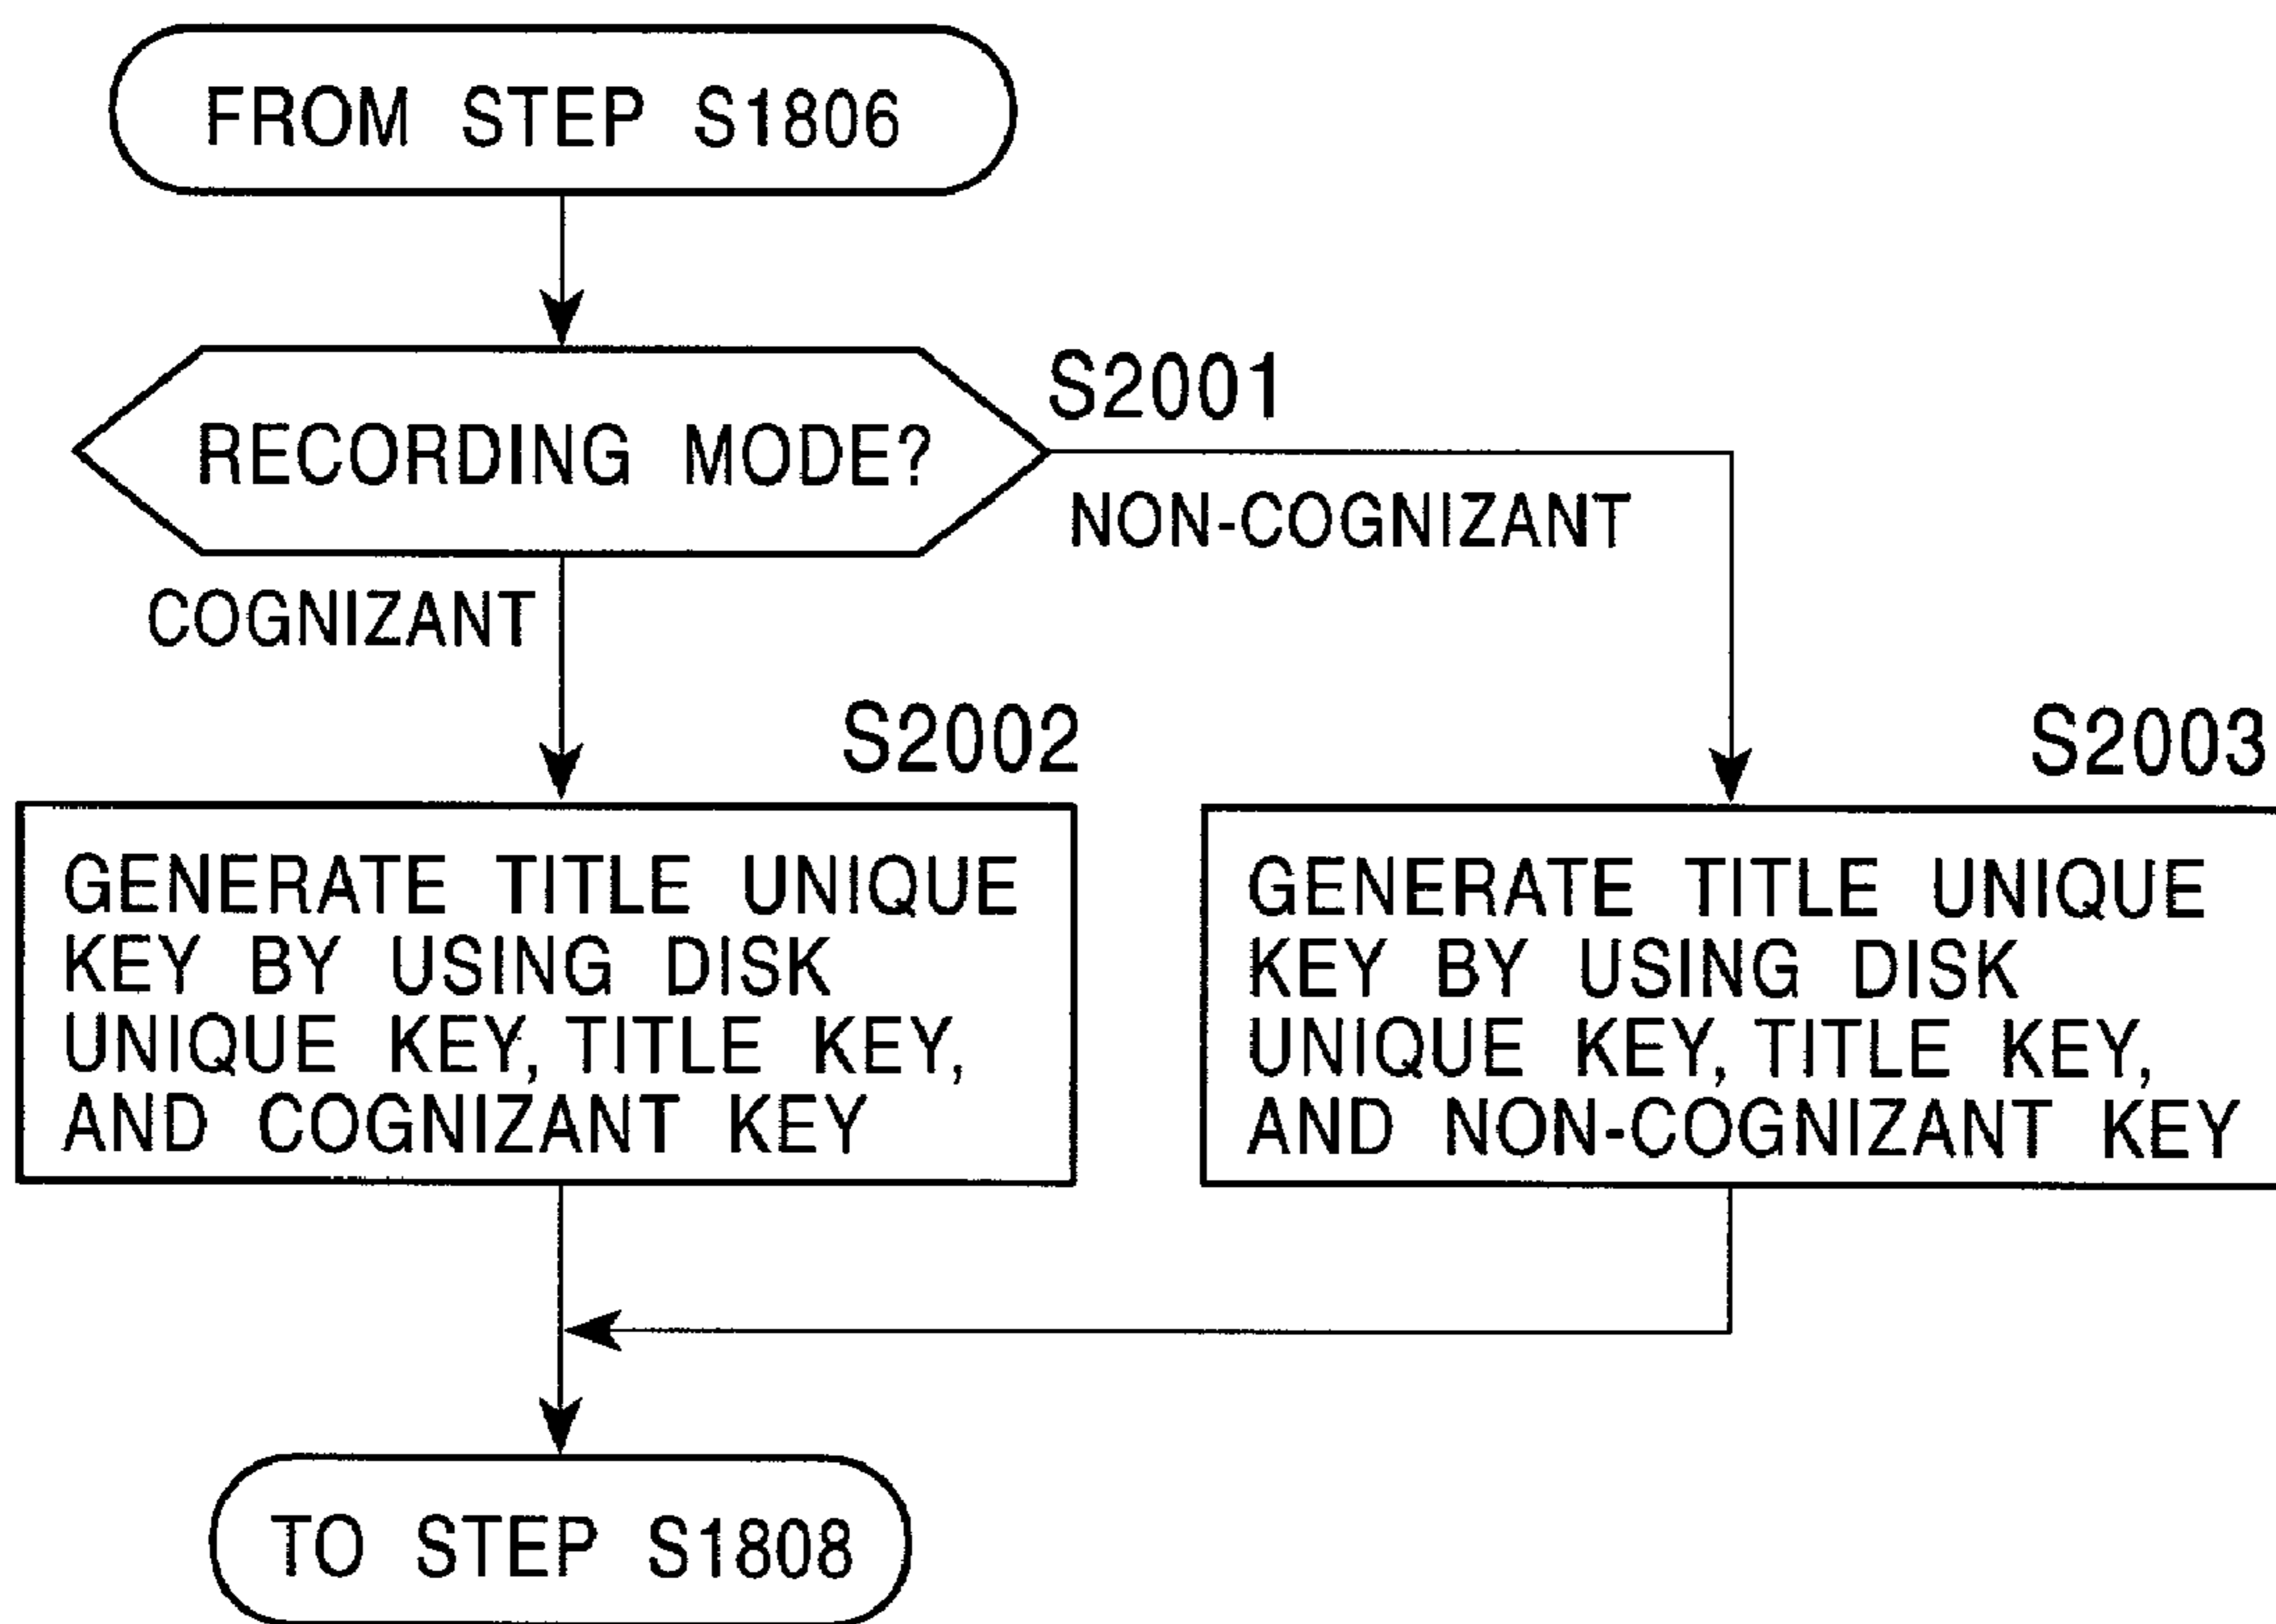 FROM STEP S1806
S2001
RECORDING MODE?
NON-COGNIZANT
COGNIZANT
S2002
GENERATE TITLE UNIQUE
KEY BY USING DISK
UNIQUE KEY, TITLE KEY,
AND COGNIZANT KEY
S2003
GENERATE TITLE UNIQUE
KEY BY USING DISK
UNIQUE KEY, TITLE KEY,
AND NON-COGNIZANT KEY
TO STEP S1808